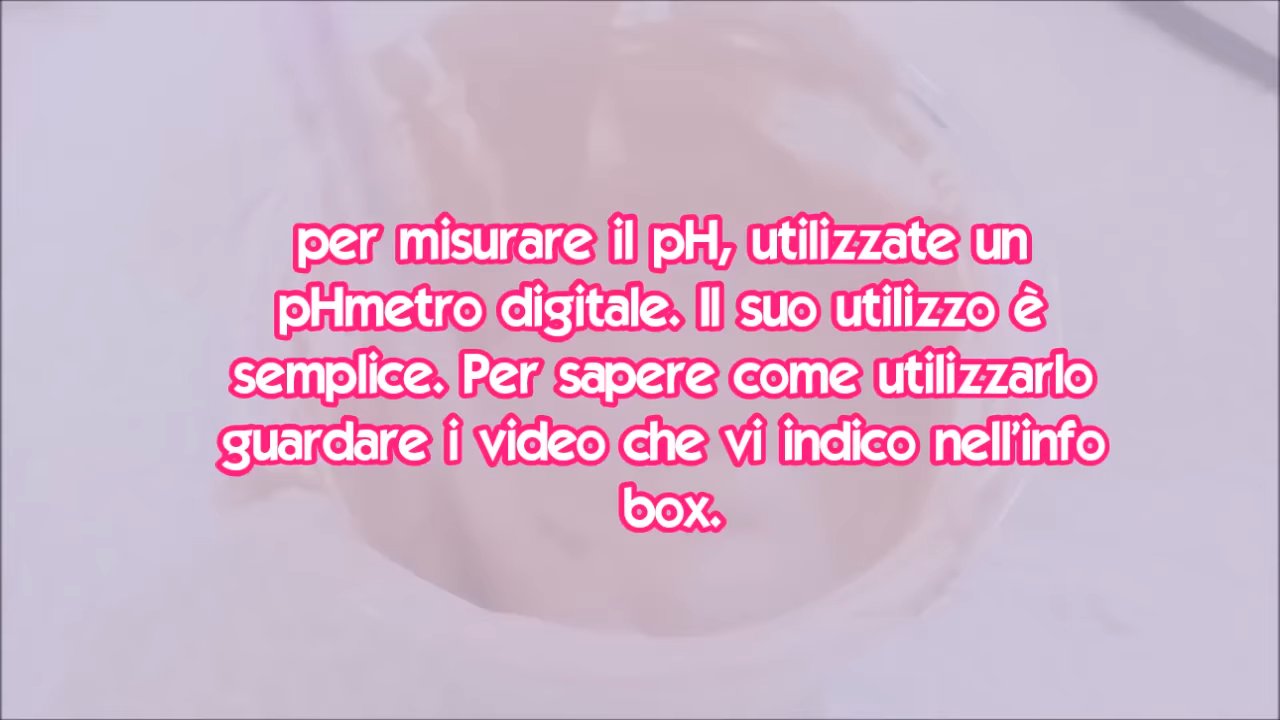 per misurare il pH, utilizzate un
pHmetro digitale. Il suo utilizzo è
semplice. Per sapere come utilizzarlo
guardare i video che vi indico nell'info
box.